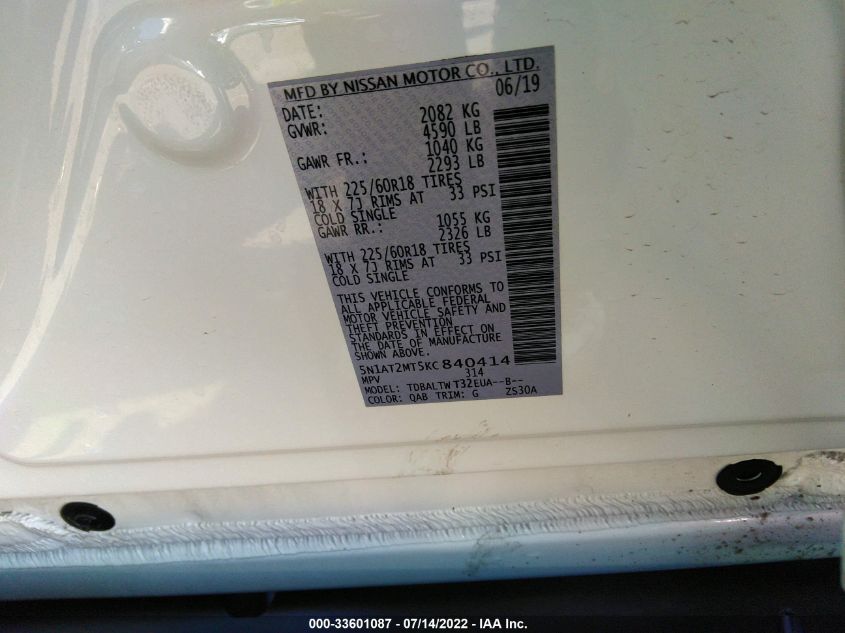 MFD BY NISSAN MOTOR CO., LTD.
DATE: 06/19
GVWR: 2082 KG
4590 LB
GAWR FR.: 1040 KG
2293 LB
WITH 225/60R18 TIRES
18 X 7J RIMS AT 33 PSI
COLD SINGLE
GAWR RR.: 1055 KG
2326 LB
WITH 225/60R18 TIRES
18 X 7J RIMS AT 33 PSI
COLD SINGLE
THIS VEHICLE CONFORMS TO
ALL APPLICABLE FEDERAL
MOTOR VEHICLE SAFETY AND
THEFT PREVENTION
STANDARDS IN EFFECT ON
THE DATE OF MANUFACTURE
SHOWN ABOVE.
5N1AT2MT5KC840414
MPV 314
MODEL: TDBALTWT32EUA--B--
COLOR: QAB TRIM: G ZS30A
000-33601087 - 07/14/2022 - IAA Inc.